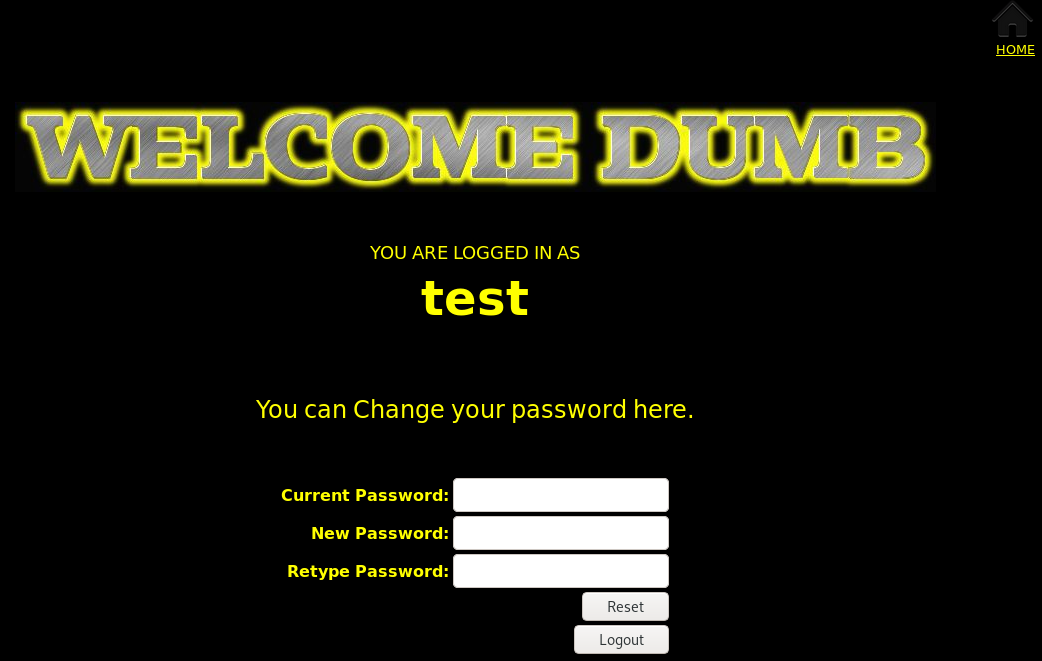 HOME
WELCOME DUMB
YOU ARE LOGGED IN AS
test
You can Change your password here.
Current Password:
New Password:
Retype Password:
Reset
Logout